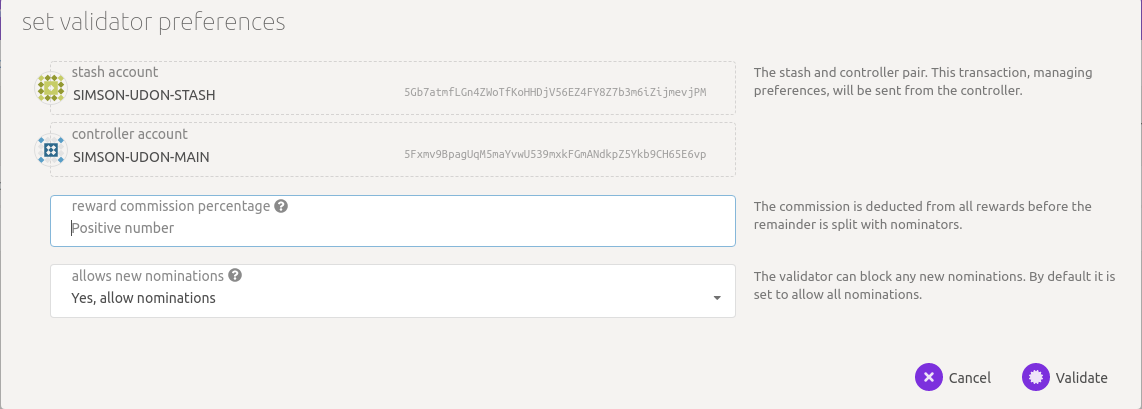 set validator preferences
stash account
SIMSON-UDON-STASH
5Gb7atmfLGn4ZWoTfKoHHDjV56EZ4FY8Z7b3m6iZijmevjPM
The stash and controller pair. This transaction, managing
preferences, will be sent from the controller.
controller account
SIMSON-UDON-MAIN
5Fxmv9BpagUqM5maYvwU539mxkFGmANdkpZ5Ykb9CH65E6vp
reward commission percentage
Positive number
The commission is deducted from all rewards before the
remainder is split with nominators.
allows new nominations
Yes, allow nominations
The validator can block any new nominations. By default it is
set to allow all nominations.
Cancel
Validate